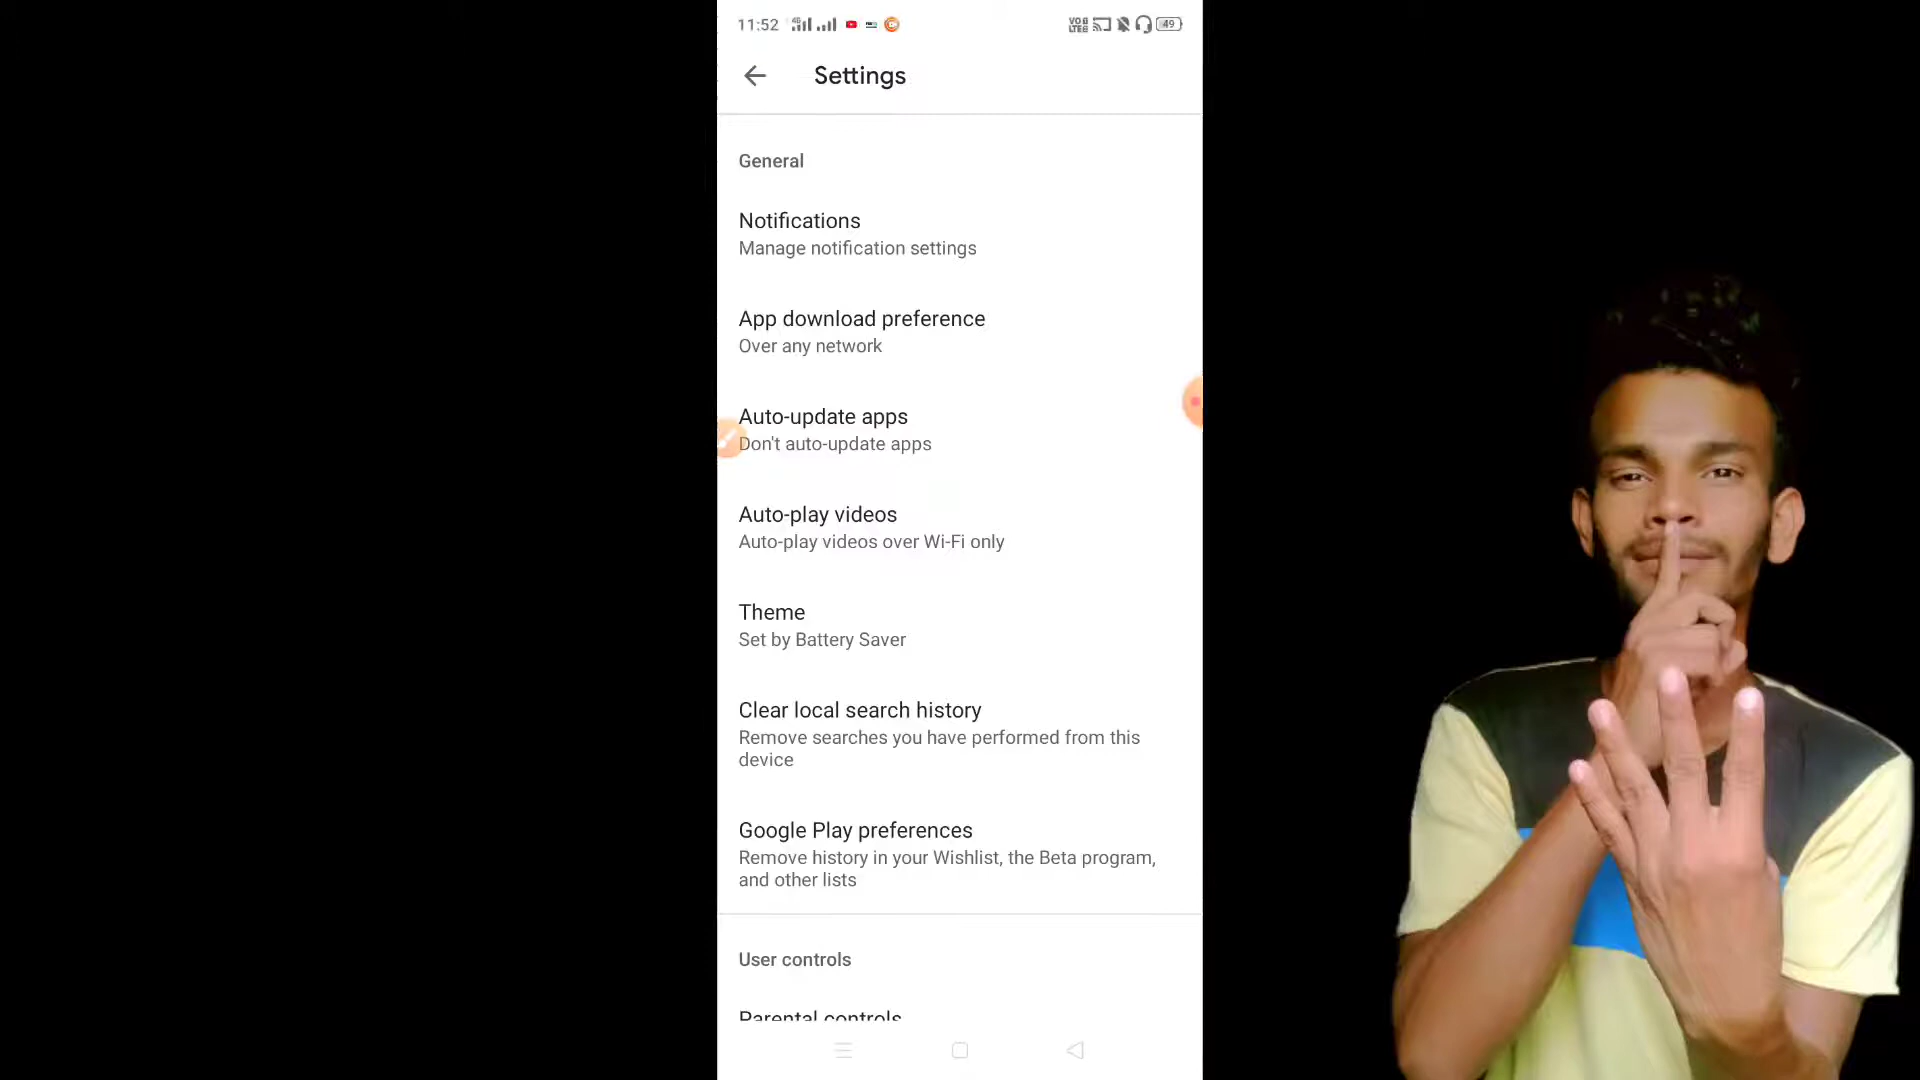 11:52
49
Settings
General
Notifications
Manage notification settings
App download preference
Over any network
Auto-update apps
Don't auto-update apps
Auto-play videos
Auto-play videos over Wi-Fi only
Theme
Set by Battery Saver
Clear local search history
Remove searches you have performed from this
device
Google Play preferences
Remove history in your Wishlist, the Beta program,
and other lists
User controls
Parental controls